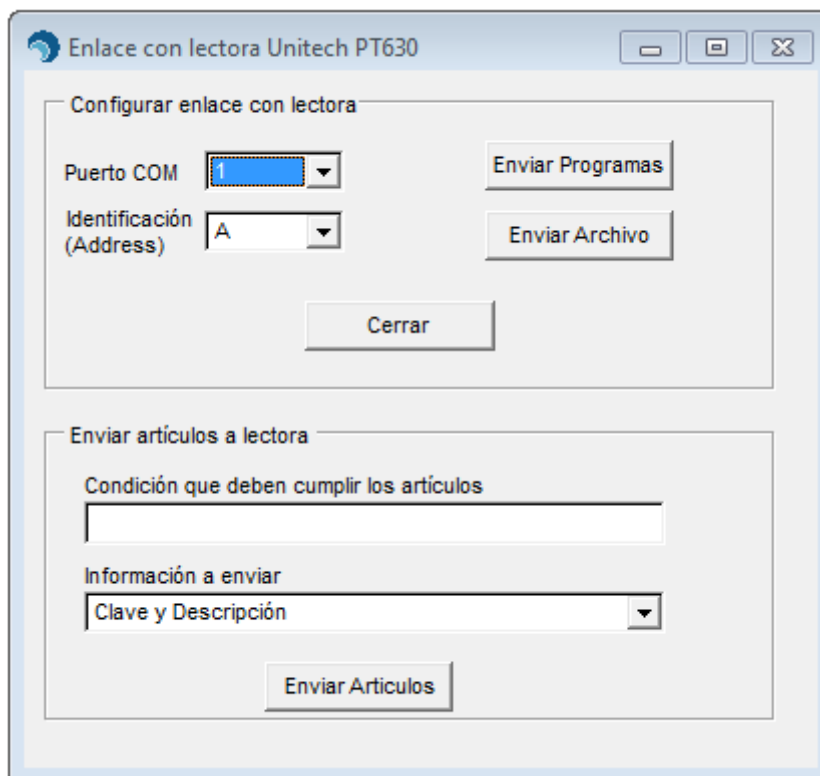 Enlace con lectora Unitech PT630
Configurar enlace con lectora
Puerto COM 1 Enviar Programas
Identificación
(Address) A Enviar Archivo
Cerrar
Enviar artículos a lectora
Condición que deben cumplir los artículos
Información a enviar
Clave y Descripción
Enviar Articulos